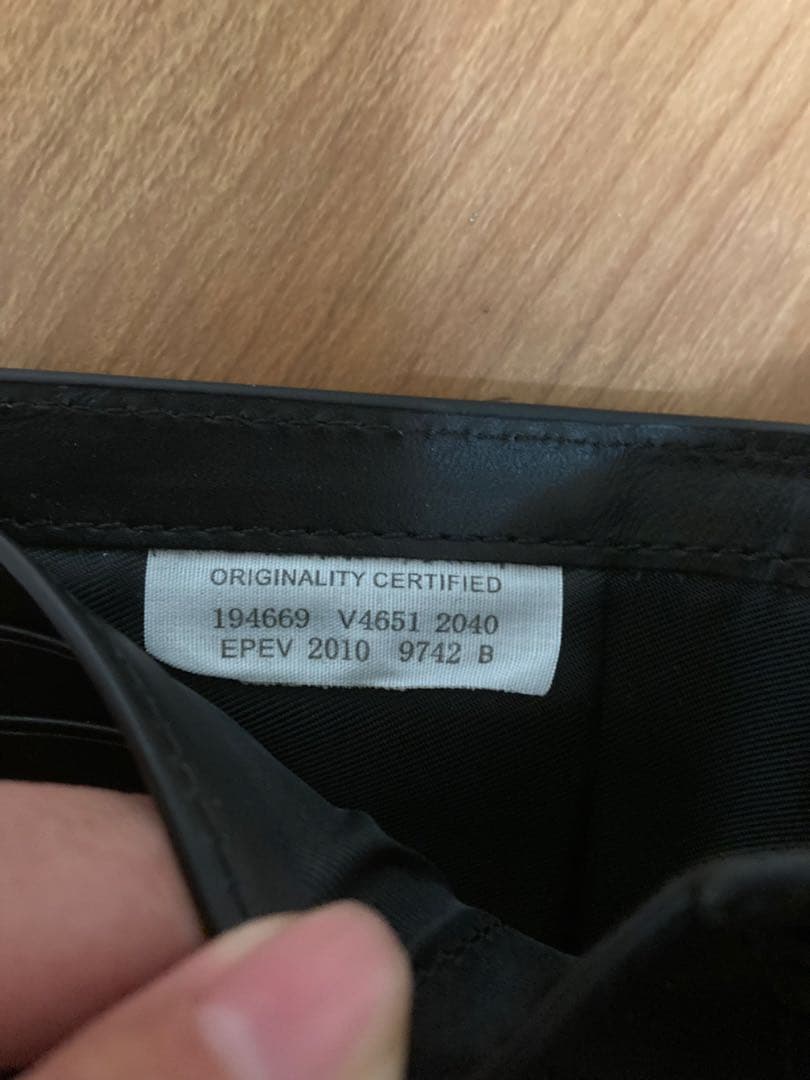 ORIGINALITY CERTIFIED
194669 V4651 2040
EPEV 2010 9742 B